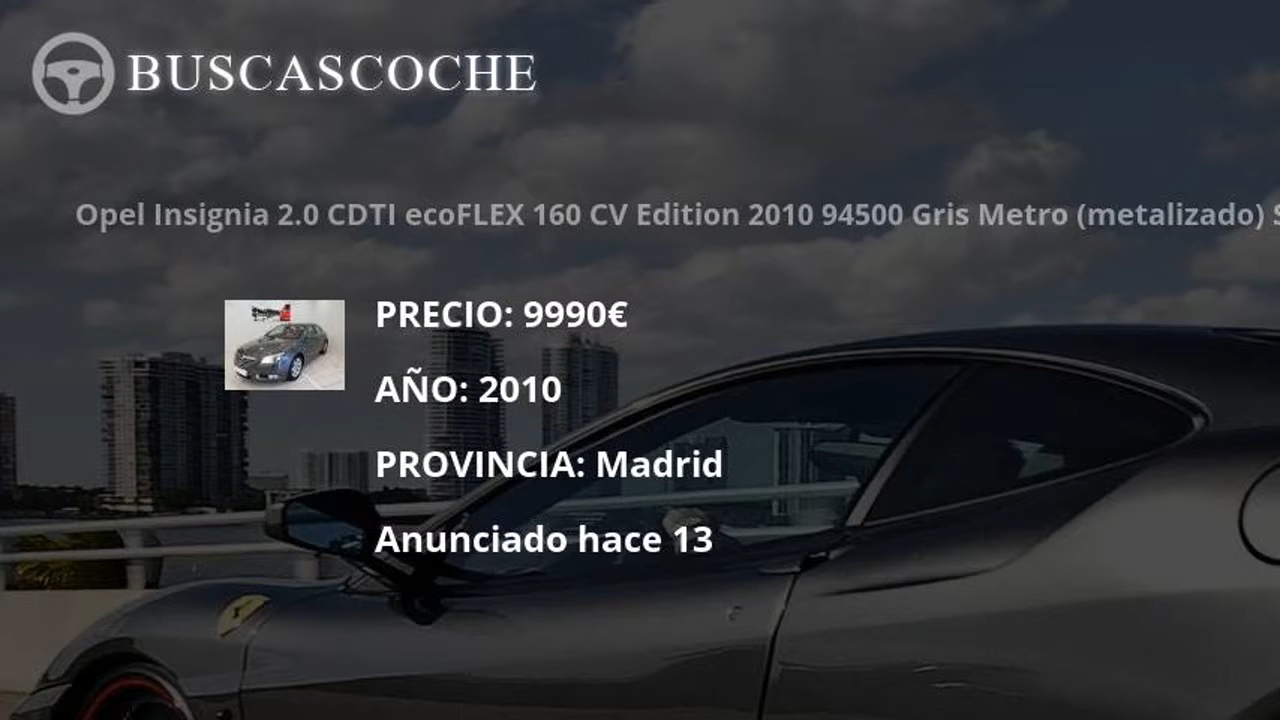 BUSCASCOCHE
Opel Insignia 2.0 CDTI ecoFLEX 160 CV Edition 2010 94500 Gris Metro (metalizado)
PRECIO: 9990€
AÑO: 2010
PROVINCIA: Madrid
Anunciado hace 13